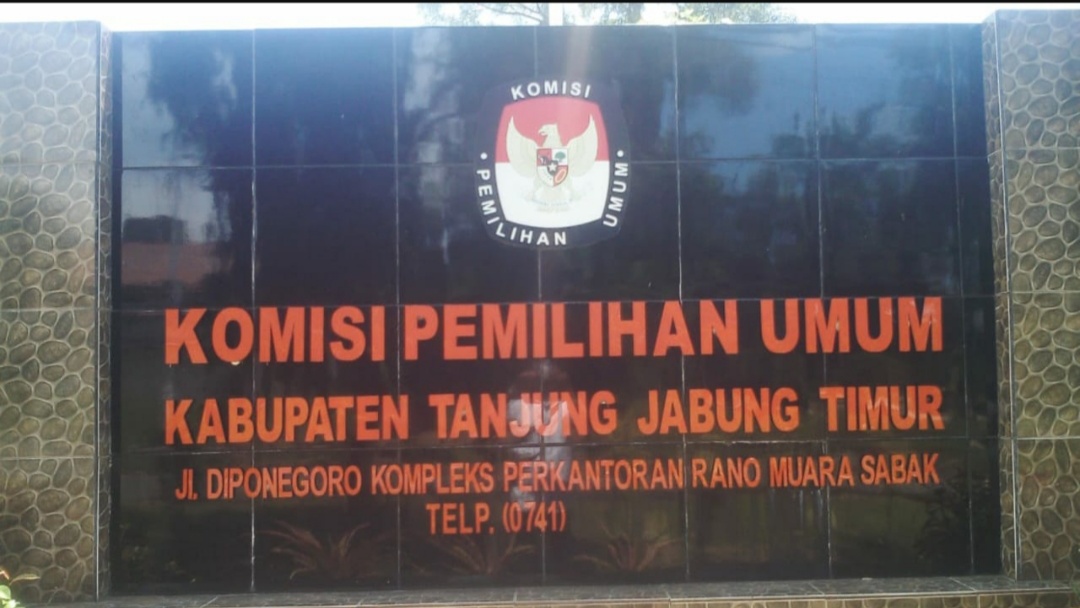 KOMISI
PEMILIHAN UMUM
KOMISI PEMILIHAN UMUM
KABUPATEN TANJUNG JABUNG TIMUR
Jl. DIPONEGORO KOMPLEKS PERKANTORAN RANO MUARA SABAK
TELP. (0741)